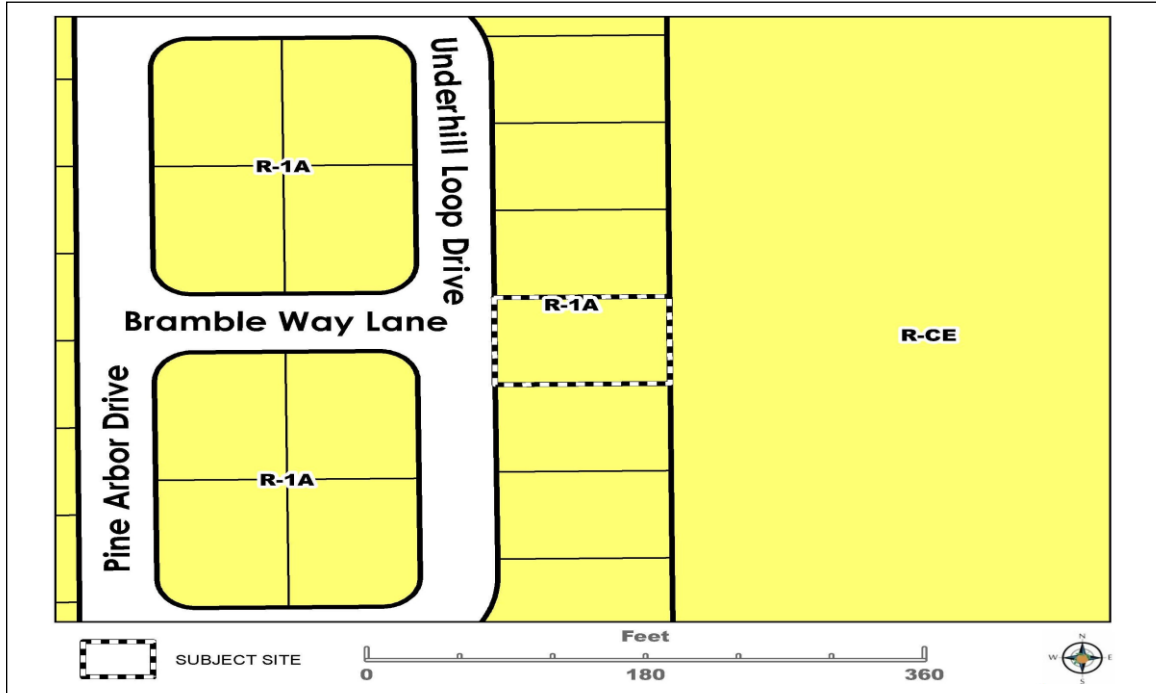 Underhill Loop Drive
R-1A
R-1A
Bramble Way Lane
R-CE
Pine Arbor Drive
R-1A
Feet
SUBJECT SITE
0
180
360
N
W
E
S